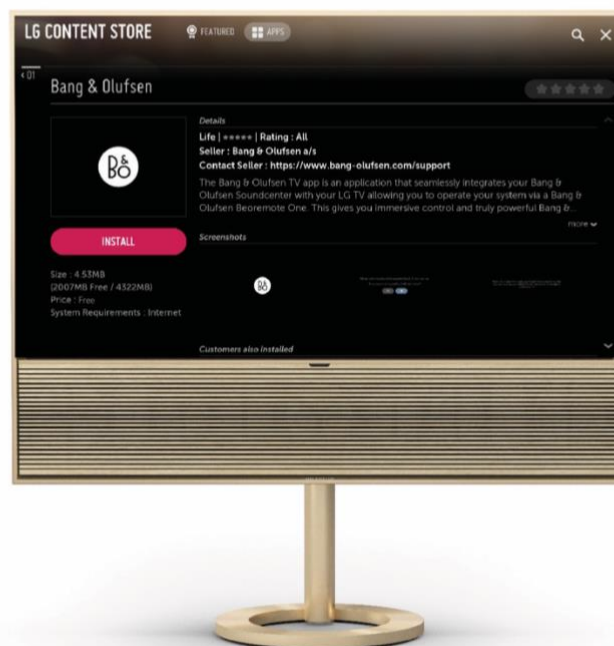 LG CONTENT STORE
FEATURED
APPS
‹ 01
Bang & Olufsen
Details
Life | ★★★★★ | Rating : All
Seller : Bang & Olufsen a/s
Contact Seller : https://www.bang-olufsen.com/support
The Bang & Olufsen TV app is an application that seamlessly integrates your Bang &
Olufsen Soundcenter with your LG TV allowing you to operate your system via a Bang &
Olufsen Beoremote One. This gives you immersive control and truly powerful Bang &...
more
B&O
INSTALL
Screenshots
Size : 4.53MB
(2007MB Free / 4322MB)
Price : Free
System Requirements : Internet
B&O
Customers also installed